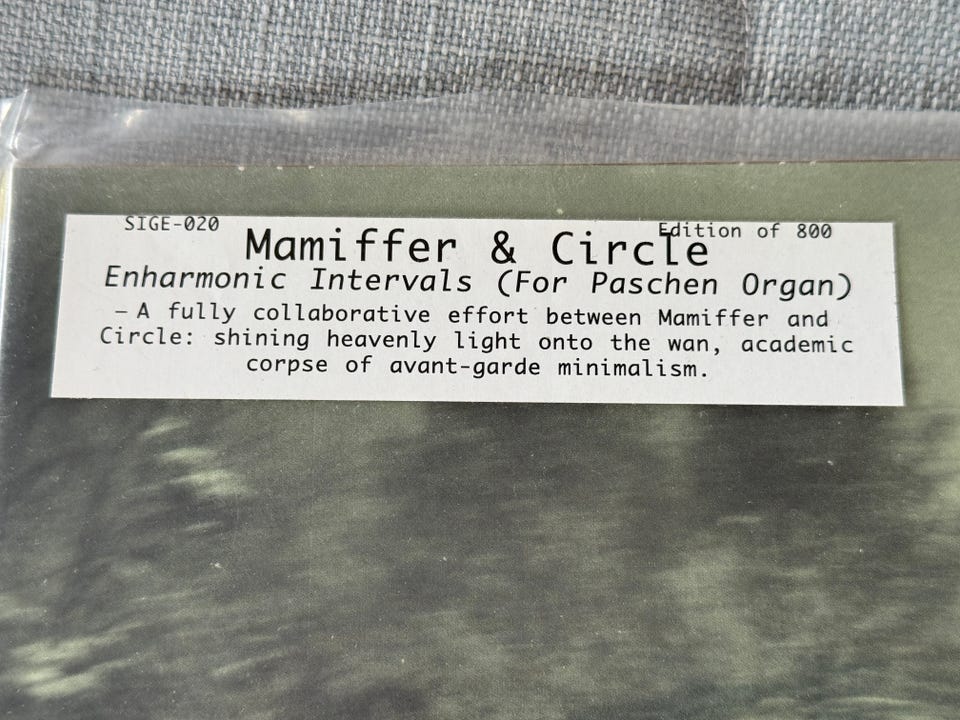 SIGE-020 Edition of 800
Mamiffer & Circle
Enharmonic Intervals (For Paschen Organ)
– A fully collaborative effort between Mamiffer and
Circle: shining heavenly light onto the wan, academic
corpse of avant-garde minimalism.